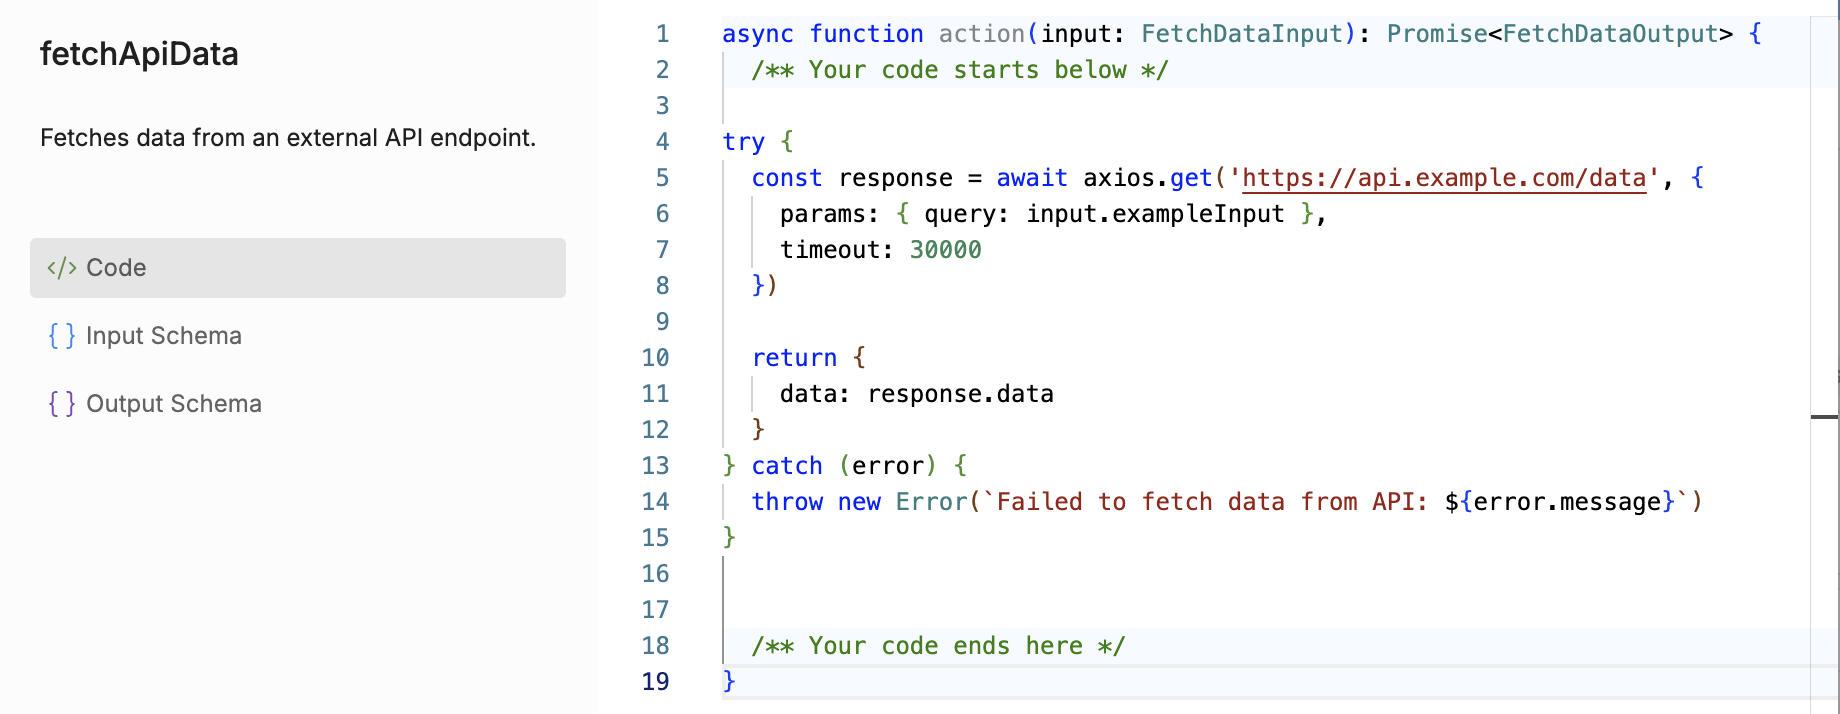 fetchApiData
Fetches data from an external API endpoint.
</> Code
{ } Input Schema
{ } Output Schema
1 async function action(input: FetchDataInput): Promise<FetchDataOutput> {
2   /** Your code starts below */
3
4 try {
5   const response = await axios.get('https://api.example.com/data', {
6     params: { query: input.exampleInput },
7     timeout: 30000
8   })
9
10   return {
11     data: response.data
12   }
13 } catch (error) {
14   throw new Error(`Failed to fetch data from API: ${error.message}`)
15 }
16
17
18   /** Your code ends here */
19 }